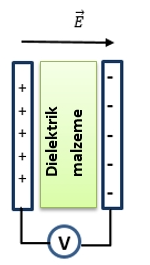 E
+ -
+ -
+ -
+ -
+ -
Dielektrik
malzeme
V